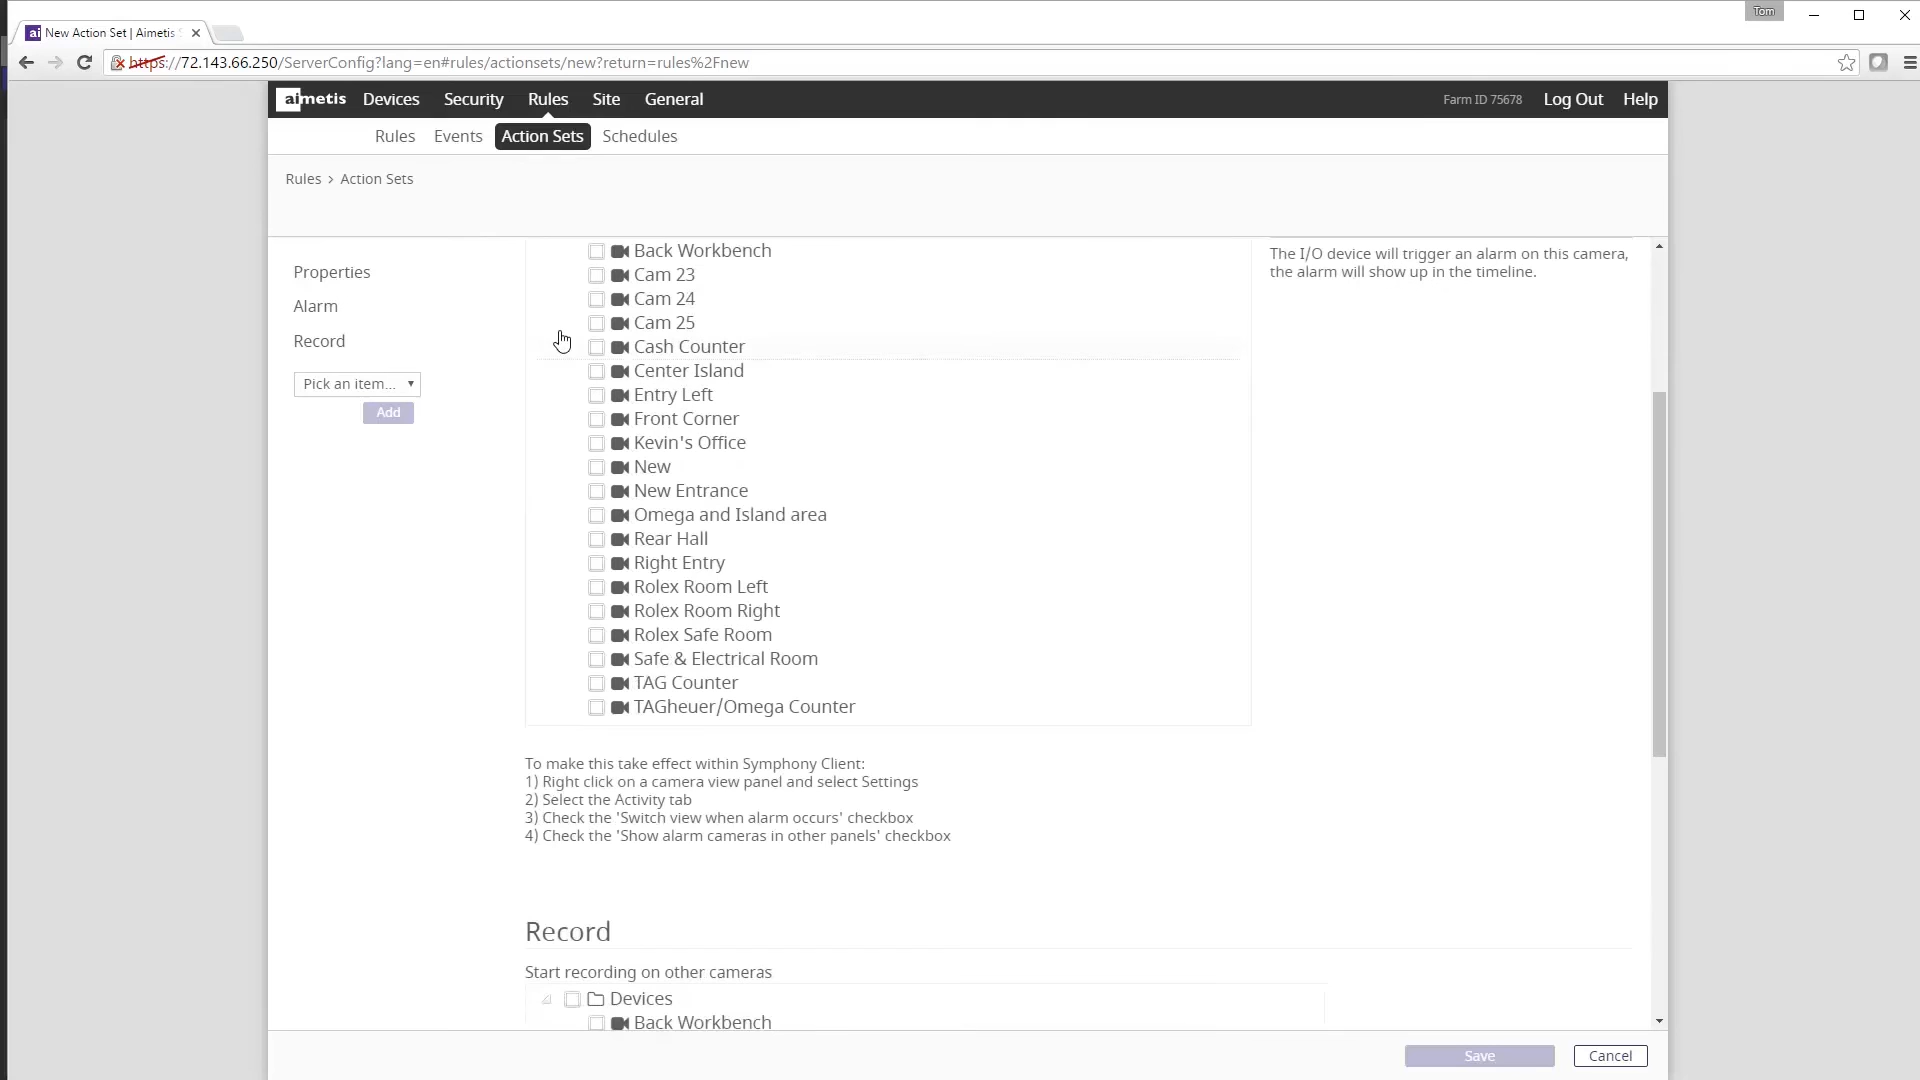 Tom
ai New Action Set | Aimetis
https://72.143.66.250/ServerConfig?lang=en#rules/actionsets/new?return=rules%2Fnew
aimetis Devices Security Rules Site General Farm ID 75678 Log Out Help
Rules Events Action Sets Schedules
Rules > Action Sets
Properties
Alarm
Record
Pick an item...
Add
Back Workbench
Cam 23
Cam 24
Cam 25
Cash Counter
Center Island
Entry Left
Front Corner
Kevin's Office
New
New Entrance
Omega and Island area
Rear Hall
Right Entry
Rolex Room Left
Rolex Room Right
Rolex Safe Room
Safe & Electrical Room
TAG Counter
TAGheuer/Omega Counter
The I/O device will trigger an alarm on this camera,
the alarm will show up in the timeline.
To make this take effect within Symphony Client:
1) Right click on a camera view panel and select Settings
2) Select the Activity tab
3) Check the 'Switch view when alarm occurs' checkbox
4) Check the 'Show alarm cameras in other panels' checkbox
Record
Start recording on other cameras
Devices
Back Workbench
Save Cancel